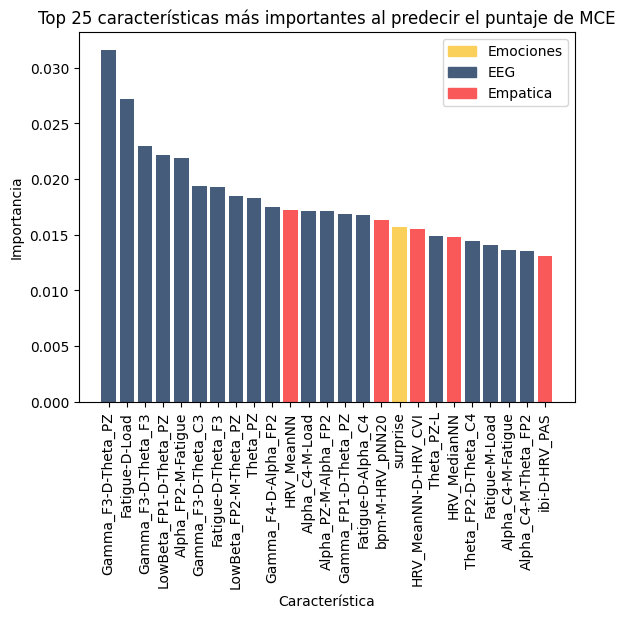 Top 25 características más importantes al predecir el puntaje de MCE
Emociones
EEG
Empatica
Importancia
0.030
0.025
0.020
0.015
0.010
0.005
0.000
Gamma_F3-D-Theta_PZ
Fatigue-D-Load
Gamma_F3-D-Theta_F3
LowBeta_FP1-D-Theta_PZ
Alpha_FP2-M-Fatigue
Gamma_F3-D-Theta_C3
Fatigue-D-Theta_F3
LowBeta_FP2-M-Theta_PZ
Theta_PZ
Gamma_F4-D-Alpha_FP2
HRV_MeanNN
Alpha_C4-M-Load
Alpha_PZ-M-Alpha_FP2
Gamma_FP1-D-Theta_PZ
Fatigue-D-Alpha_C4
bpm-M-HRV_pNN20
surprise
HRV_MeanNN-D-HRV_CVI
Theta_PZ-L
HRV_MedianNN
Theta_FP2-D-Theta_C4
Fatigue-M-Load
Alpha_C4-M-Fatigue
Alpha_C4-M-Theta_FP2
ibi-D-HRV_PAS
Característica